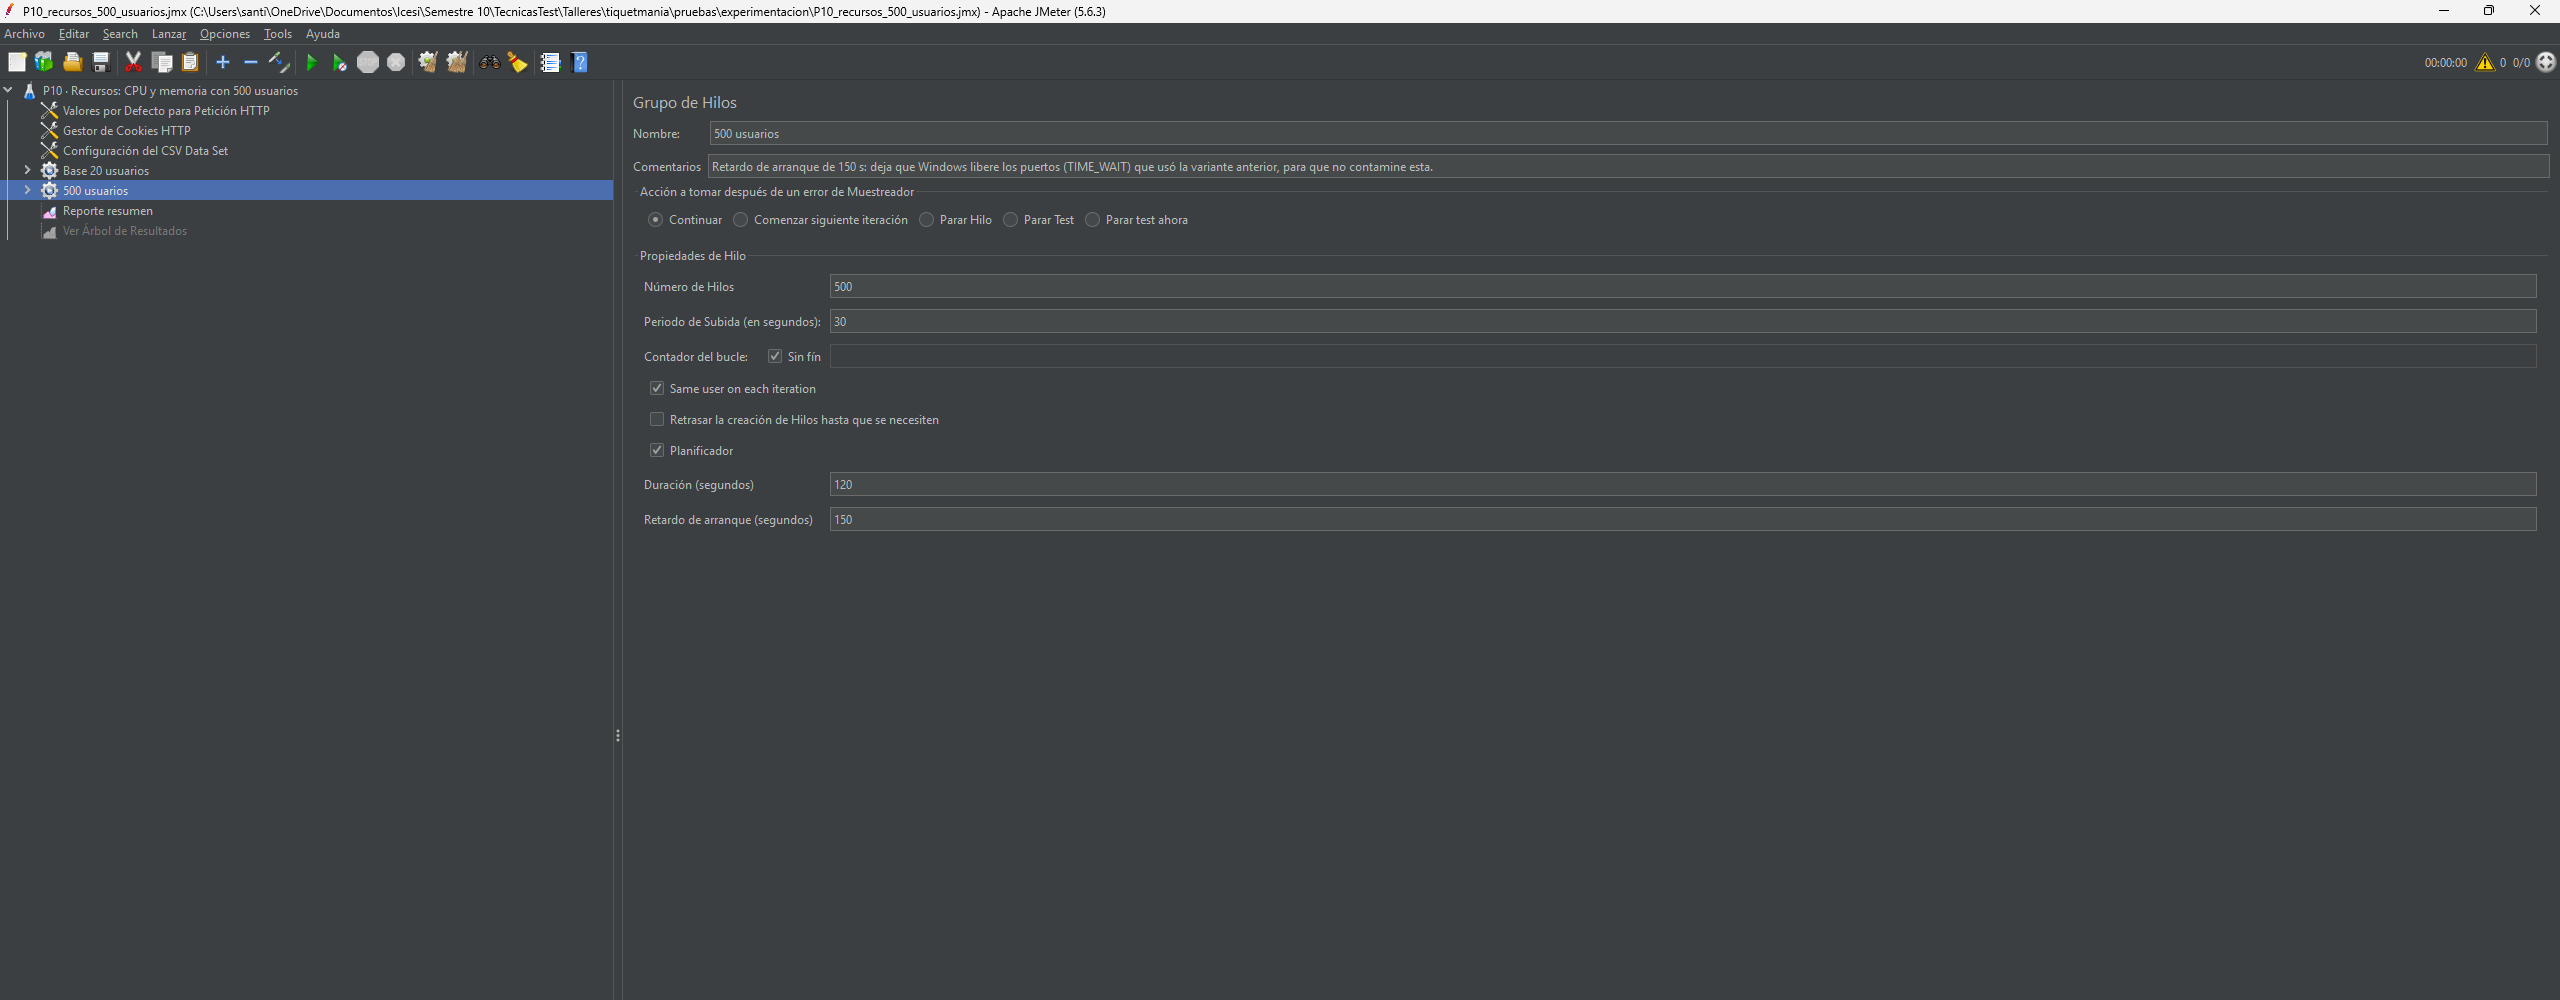 P10_recursos_500_usuarios.jmx (C:\Users\santi\OneDrive\Documentos\Icesi\Semestre 10\TecnicasTest\Talleres\tiquetmania\pruebas\experimentacion\P10_recursos_500_usuarios.jmx) - Apache JMeter (5.6.3)
Archivo Editar Search Lanzar Opciones Tools Ayuda
STOP
00:00:00 0 0/0
P10 · Recursos: CPU y memoria con 500 usuarios
Valores por Defecto para Petición HTTP
Gestor de Cookies HTTP
Configuración del CSV Data Set
Base 20 usuarios
500 usuarios
Reporte resumen
Ver Árbol de Resultados
Grupo de Hilos
Nombre: 500 usuarios
Comentarios Retardo de arranque de 150 s: deja que Windows libere los puertos (TIME_WAIT) que usó la variante anterior, para que no contamine esta.
Acción a tomar después de un error de Muestreador
Continuar Comenzar siguiente iteración Parar Hilo Parar Test Parar test ahora
Propiedades de Hilo
Número de Hilos 500
Periodo de Subida (en segundos): 30
Contador del bucle: Sin fín
Same user on each iteration
Retrasar la creación de Hilos hasta que se necesiten
Planificador
Duración (segundos) 120
Retardo de arranque (segundos) 150